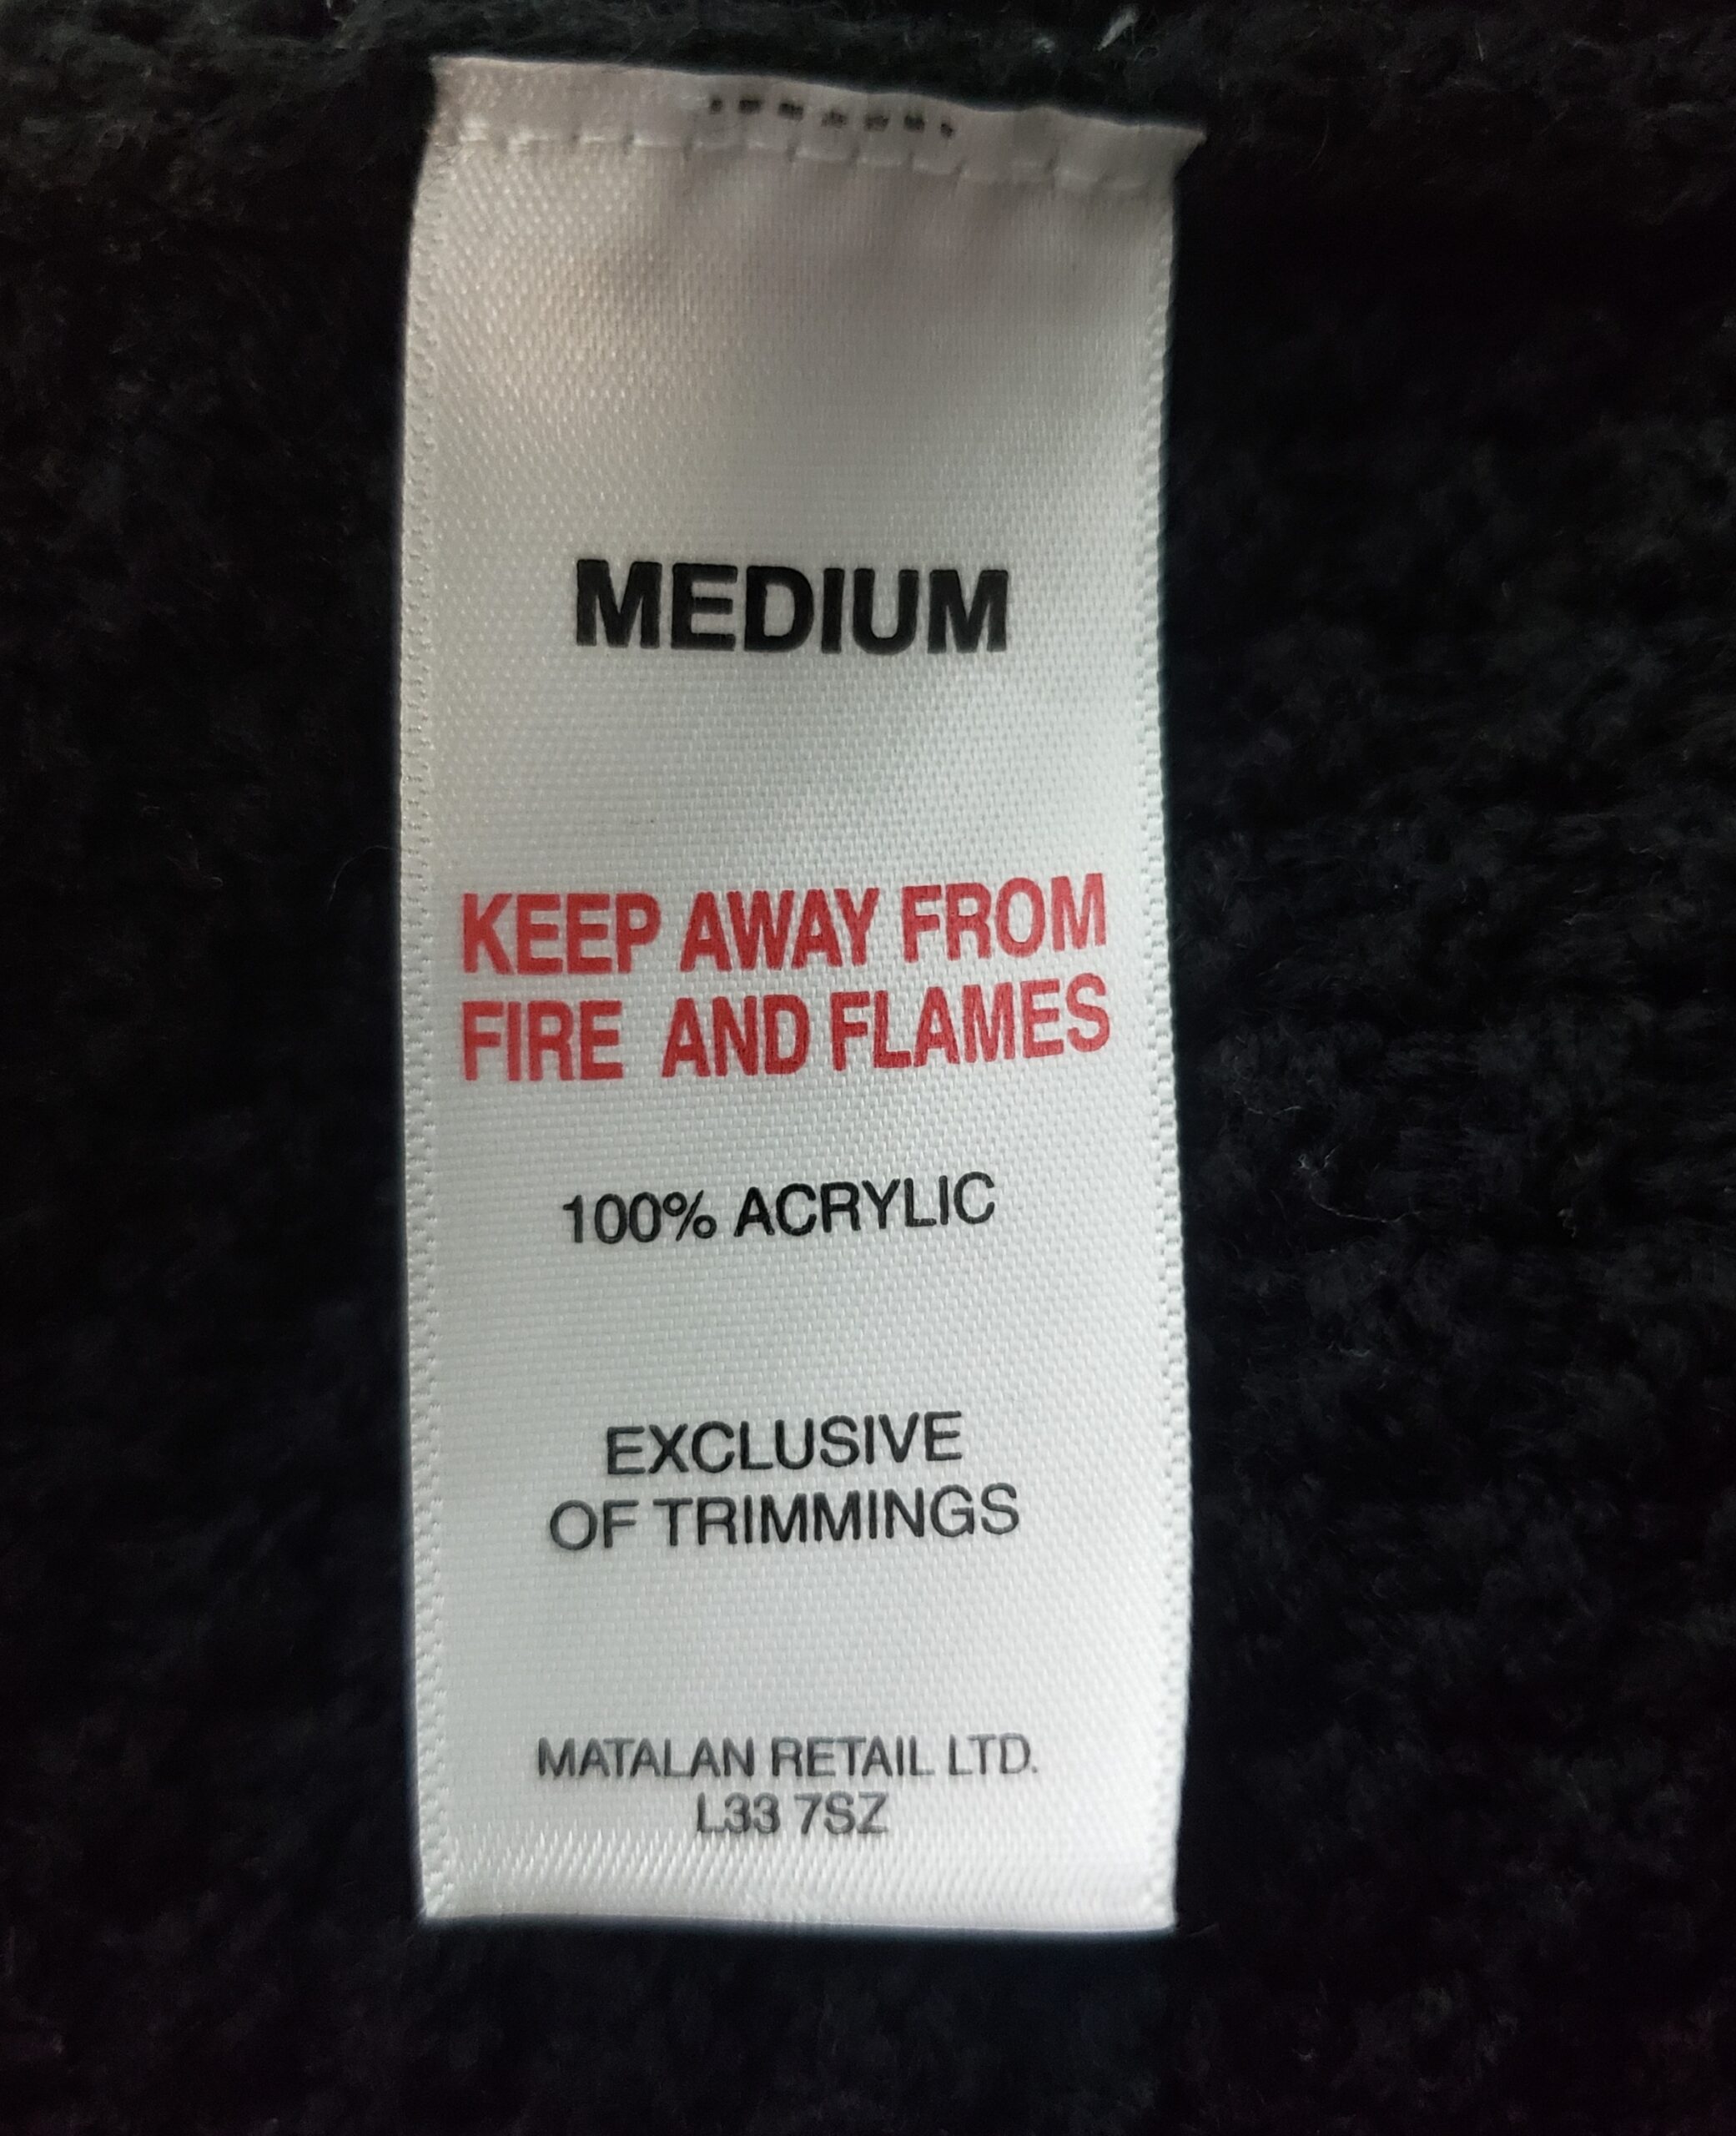 MEDIUM
KEEP AWAY FROM
FIRE AND FLAMES
100% ACRYLIC
EXCLUSIVE
OF TRIMMINGS
MATALAN RETAIL LTD.
L33 7SZ